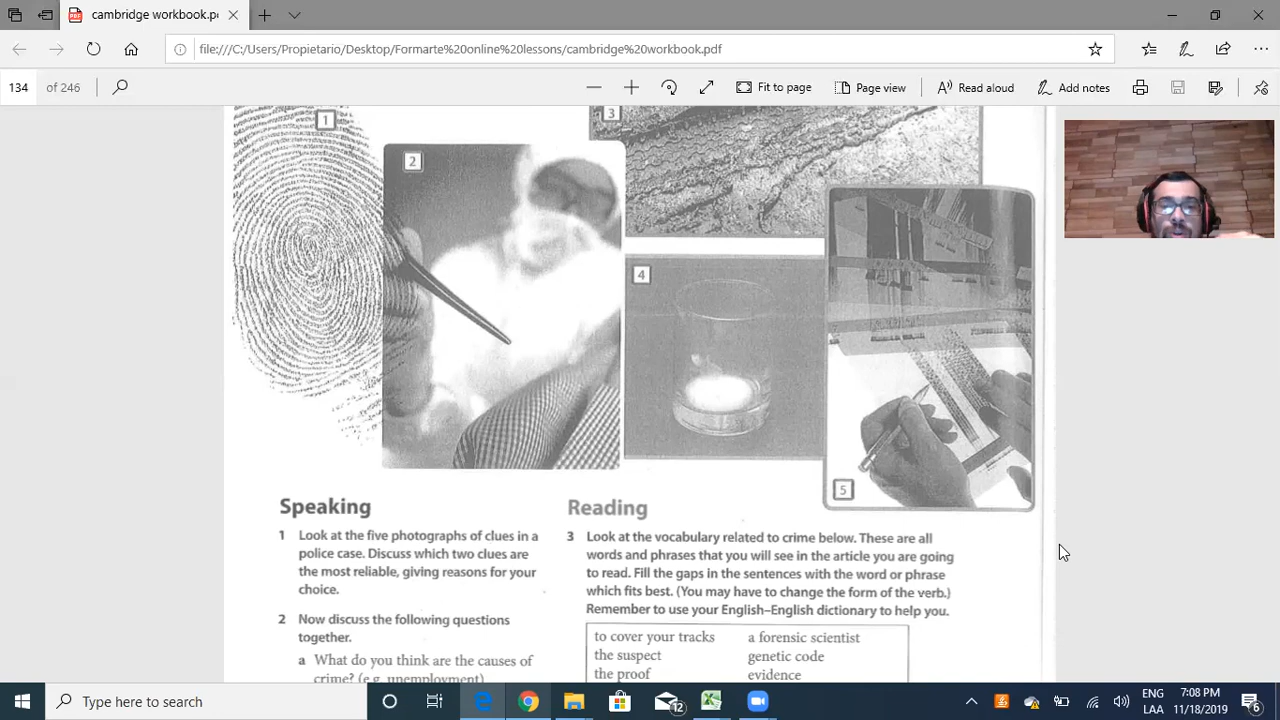 cambridge workbook.pd
file:///C:/Users/Propietario/Desktop/Formarte%20online%20lessons/cambridge%20workbook.pdf
134 of 246
Fit to page
Page view
Read aloud
Add notes
1
2
3
4
5
Speaking
1 Look at the five photographs of clues in a
police case. Discuss which two clues are
the most reliable, giving reasons for your
choice.
2 Now discuss the following questions
together.
a What do you think are the causes of
crime? (e.g. unemployment)
Reading
3 Look at the vocabulary related to crime below. These are all
words and phrases that you will see in the article you are going
to read. Fill the gaps in the sentences with the word or phrase
which fits best. (You may have to change the form of the verb.)
Remember to use your English–English dictionary to help you.
to cover your tracks a forensic scientist
the suspect genetic code
the proof evidence
Type here to search
12
ENG
LAA
7:08 PM
11/18/2019
6